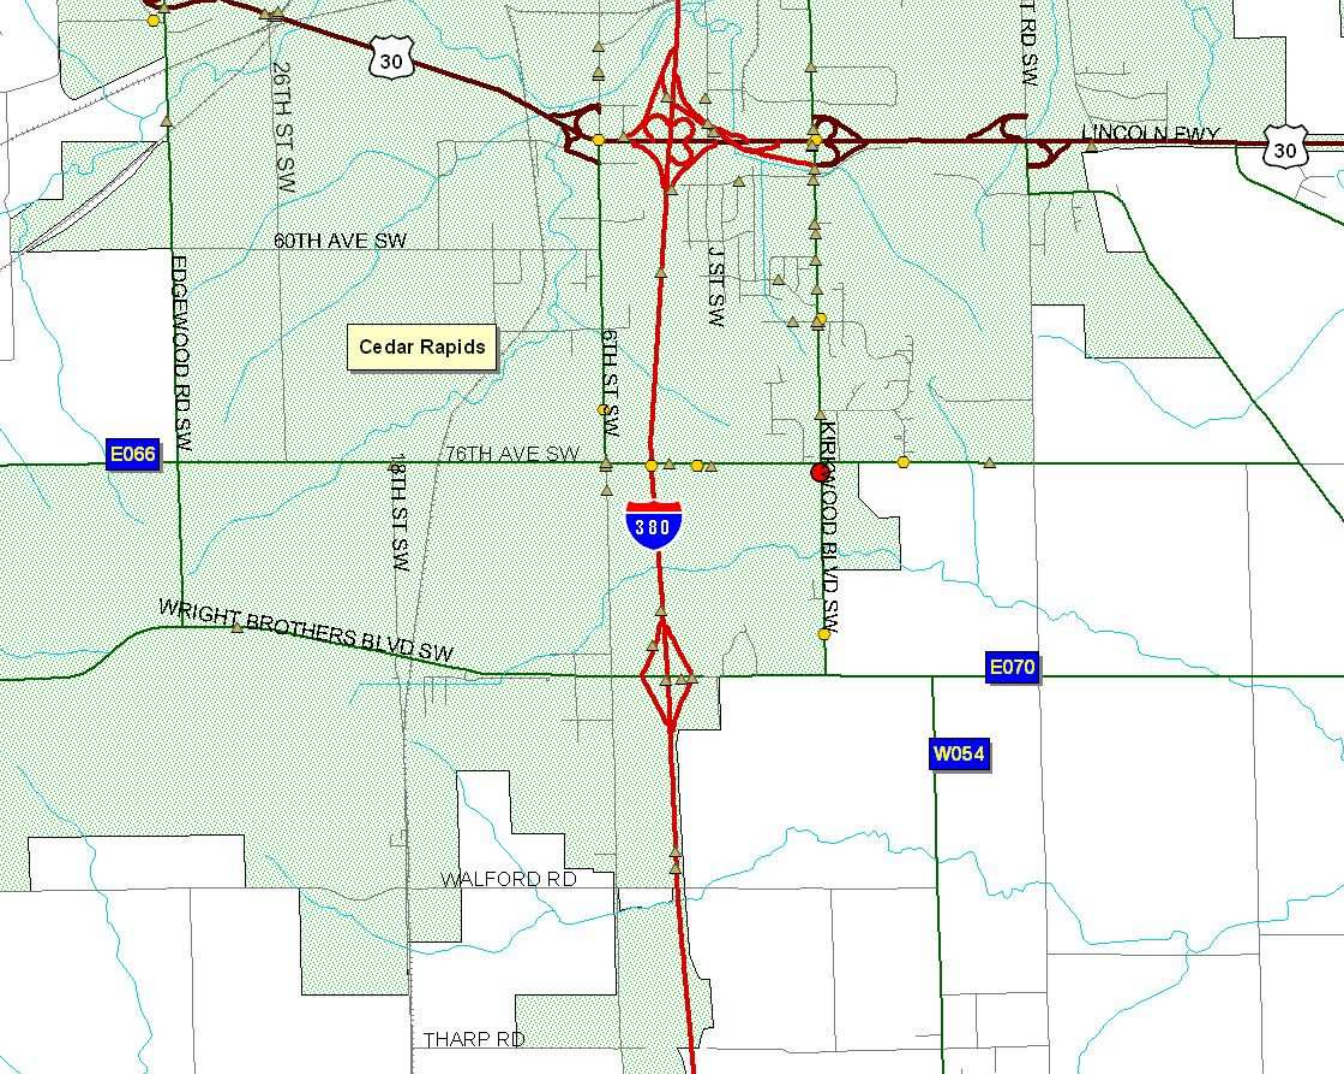 30
T RD SW
26TH ST SW
LINCOLN FWY
30
60TH AVE SW
EDGEWOOD RD SW
J ST SW
Cedar Rapids
6TH ST SW
E066
76TH AVE SW
18TH ST SW
KIRKWOOD BLVD SW
380
WRIGHT BROTHERS BLVD SW
E070
W054
WALFORD RD
THARP RD